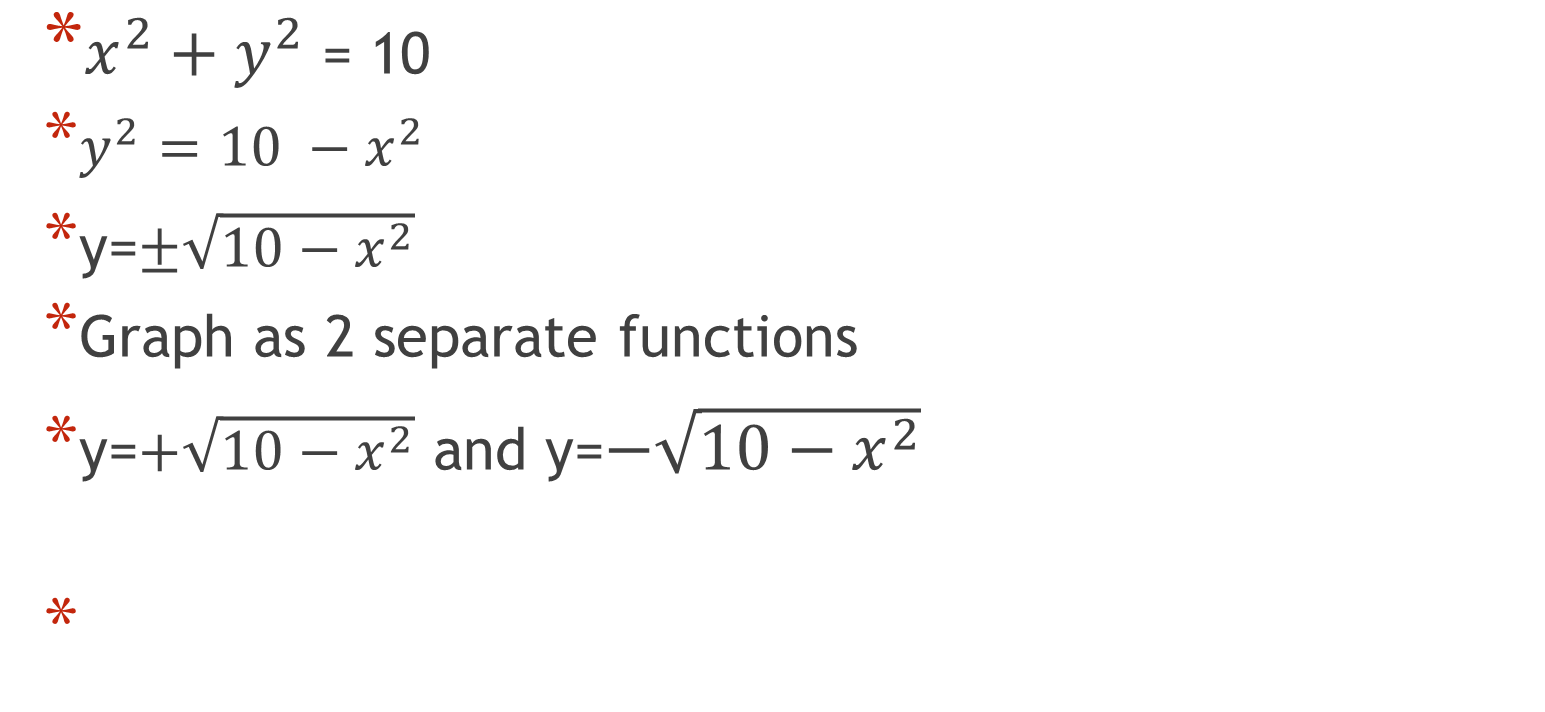 * x² + y² = 10
* y² = 10 − x²
* y=±√(10 − x²)
* Graph as 2 separate functions
* y=+√(10 − x²) and y=−√(10 − x²)
*